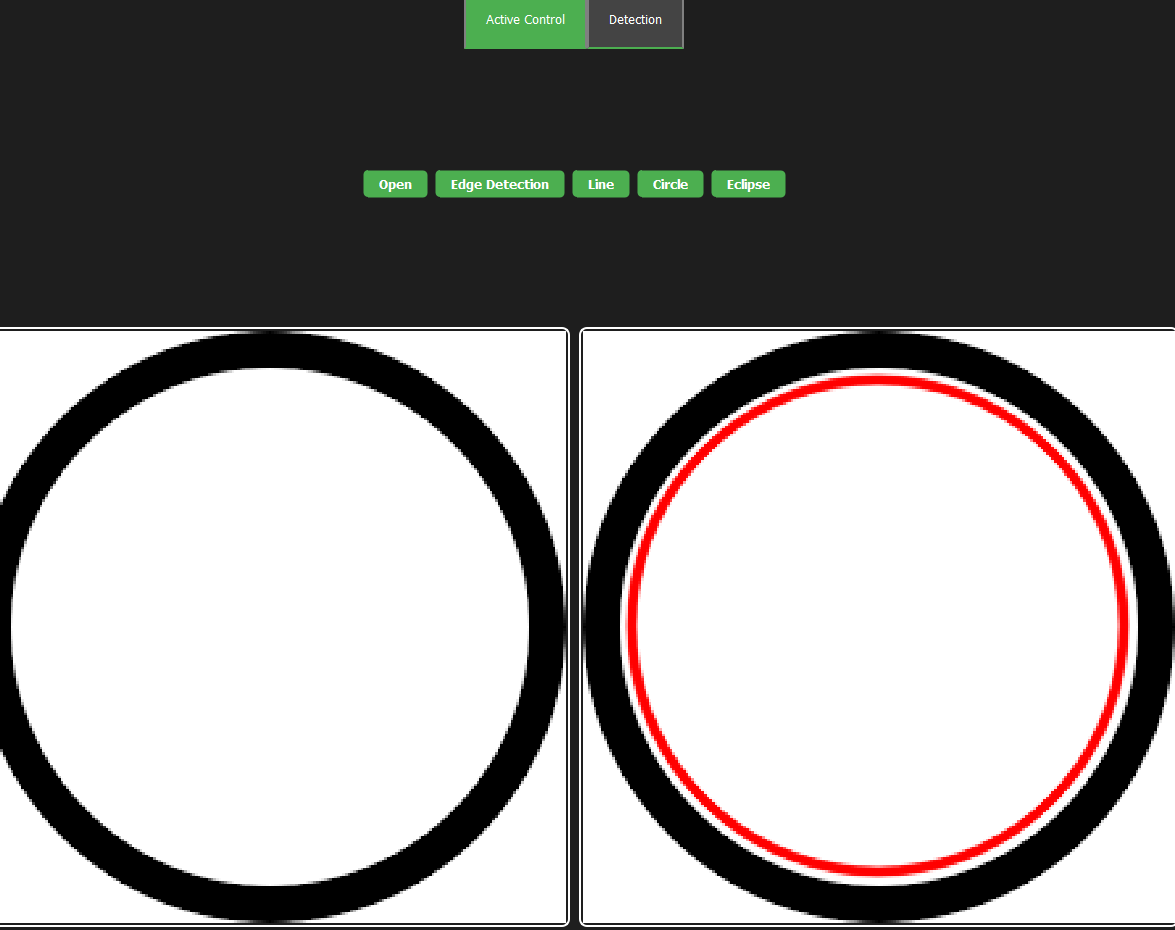 Active Control Detection
Open Edge Detection Line Circle Eclipse